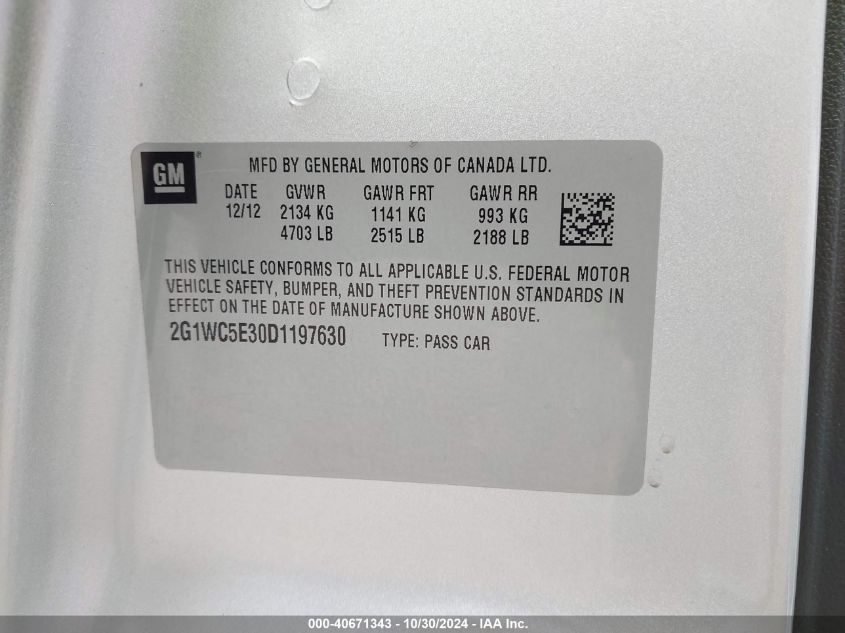 GM®
MFD BY GENERAL MOTORS OF CANADA LTD.
DATE GVWR GAWR FRT GAWR RR
12/12 2134 KG 1141 KG 993 KG
4703 LB 2515 LB 2188 LB
THIS VEHICLE CONFORMS TO ALL APPLICABLE U.S. FEDERAL MOTOR
VEHICLE SAFETY, BUMPER, AND THEFT PREVENTION STANDARDS IN
EFFECT ON THE DATE OF MANUFACTURE SHOWN ABOVE.
2G1WC5E30D1197630 TYPE: PASS CAR
000-40671343 - 10/30/2024 - IAA Inc.